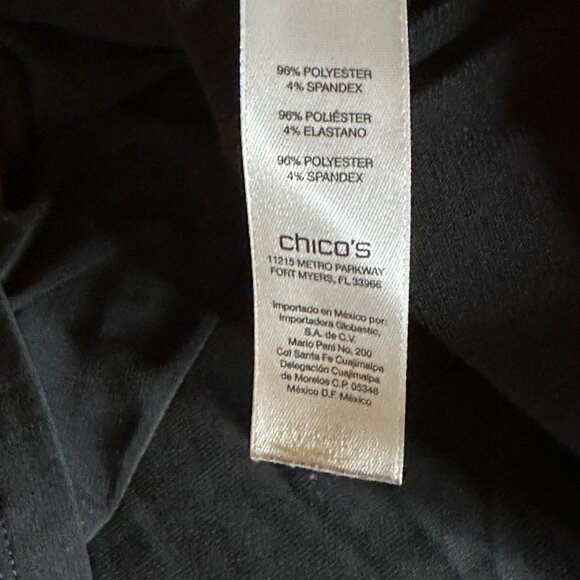 96% POLYESTER
4% SPANDEX
96% POLIÉSTER
4% ELASTANO
96% POLYESTER
4% SPANDEX
chico's
11215 METRO PARKWAY
FORT MYERS, FL 33966
Importado en México por:
Importadora Globastic,
S.A. de C.V.
Mario Pani No. 200
Col Santa Fe Cuajimalpa
Delegación Cuajimalpa
de Morelos C.P. 05348
México D.F. México